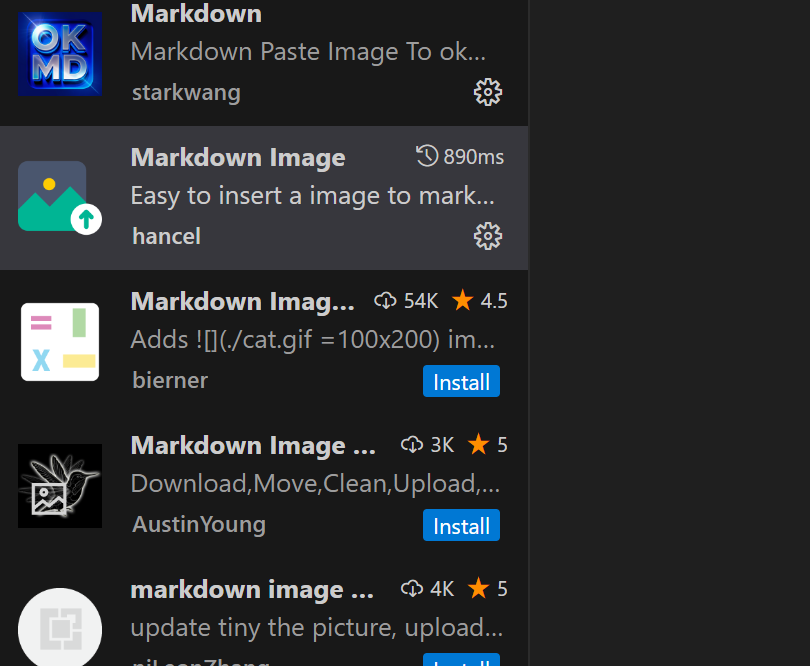 Markdown
OK
MD
Markdown Paste Image To ok...
starkwang
Markdown Image 890ms
Easy to insert a image to mark...
hancel
Markdown Imag... 54K 4.5
Adds ![](./cat.gif =100x200) im...
X
bierner Install
Markdown Image ... 3K 5
Download,Move,Clean,Upload,...
AustinYoung Install
markdown image ... 4K 5
update tiny the picture, upload...
Install